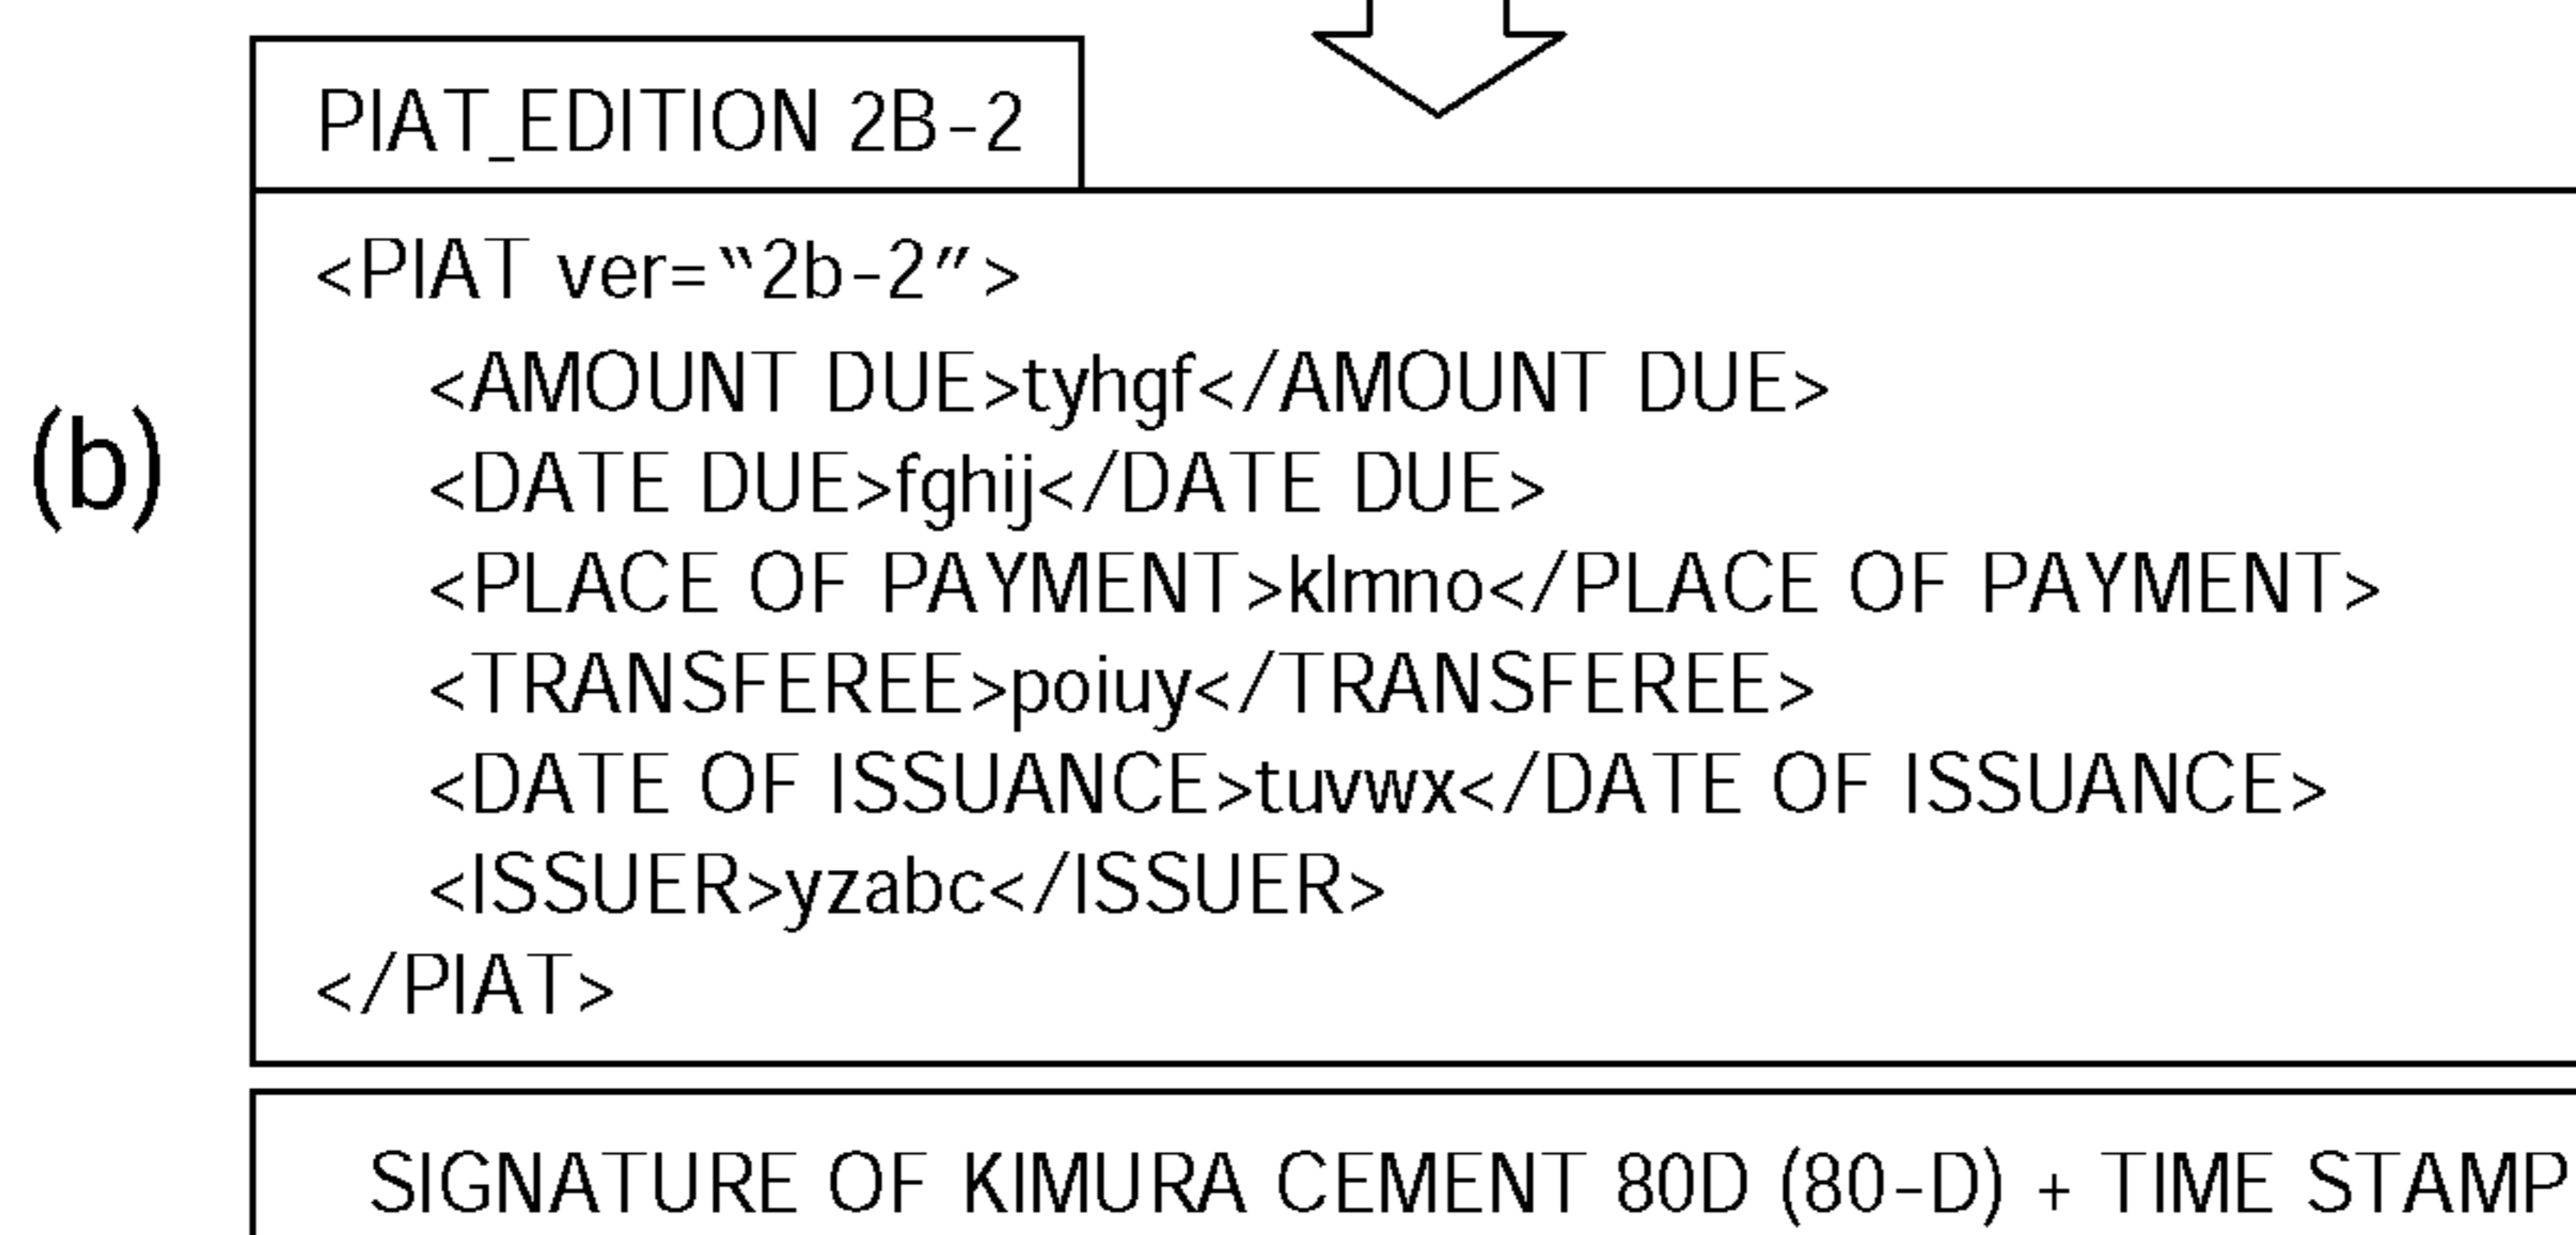 PIAT_EDITION 2B-2
<PIAT ver=‟2b-2″>
<AMOUNT DUE>tyhgf</AMOUNT DUE>
<DATE DUE>fghij</DATE DUE>
(b)
<PLACE OF PAYMENT>klmno</PLACE OF PAYMENT>
<TRANSFEREE>poiuy</TRANSFEREE>
<DATE OF ISSUANCE>tuvwx</DATE OF ISSUANCE>
<ISSUER>yzabc</ISSUER>
</PIAT>
SIGNATURE OF KIMURA CEMENT 80D (80-D) + TIME STAMP